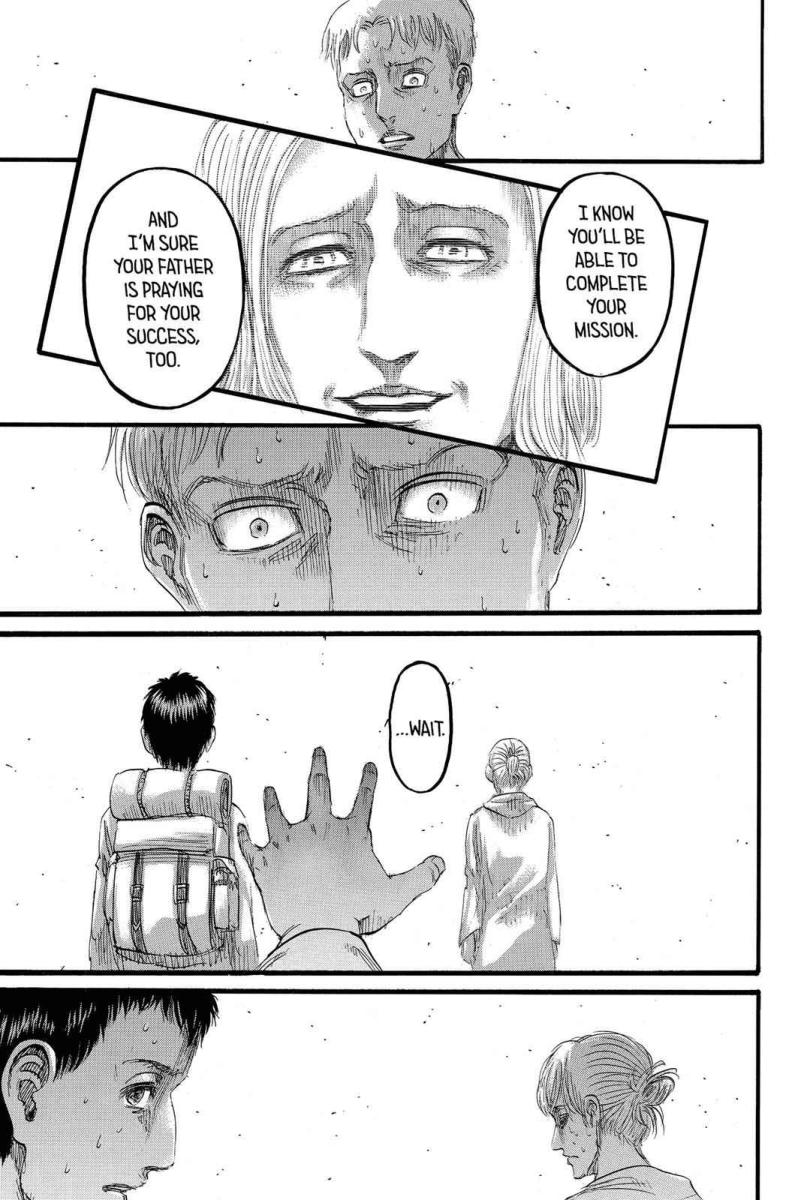 I KNOW
YOU'LL BE
ABLE TO
COMPLETE
YOUR
MISSION.
AND
I'M SURE
YOUR FATHER
IS PRAYING
FOR YOUR
SUCCESS,
TOO.
...WAIT.